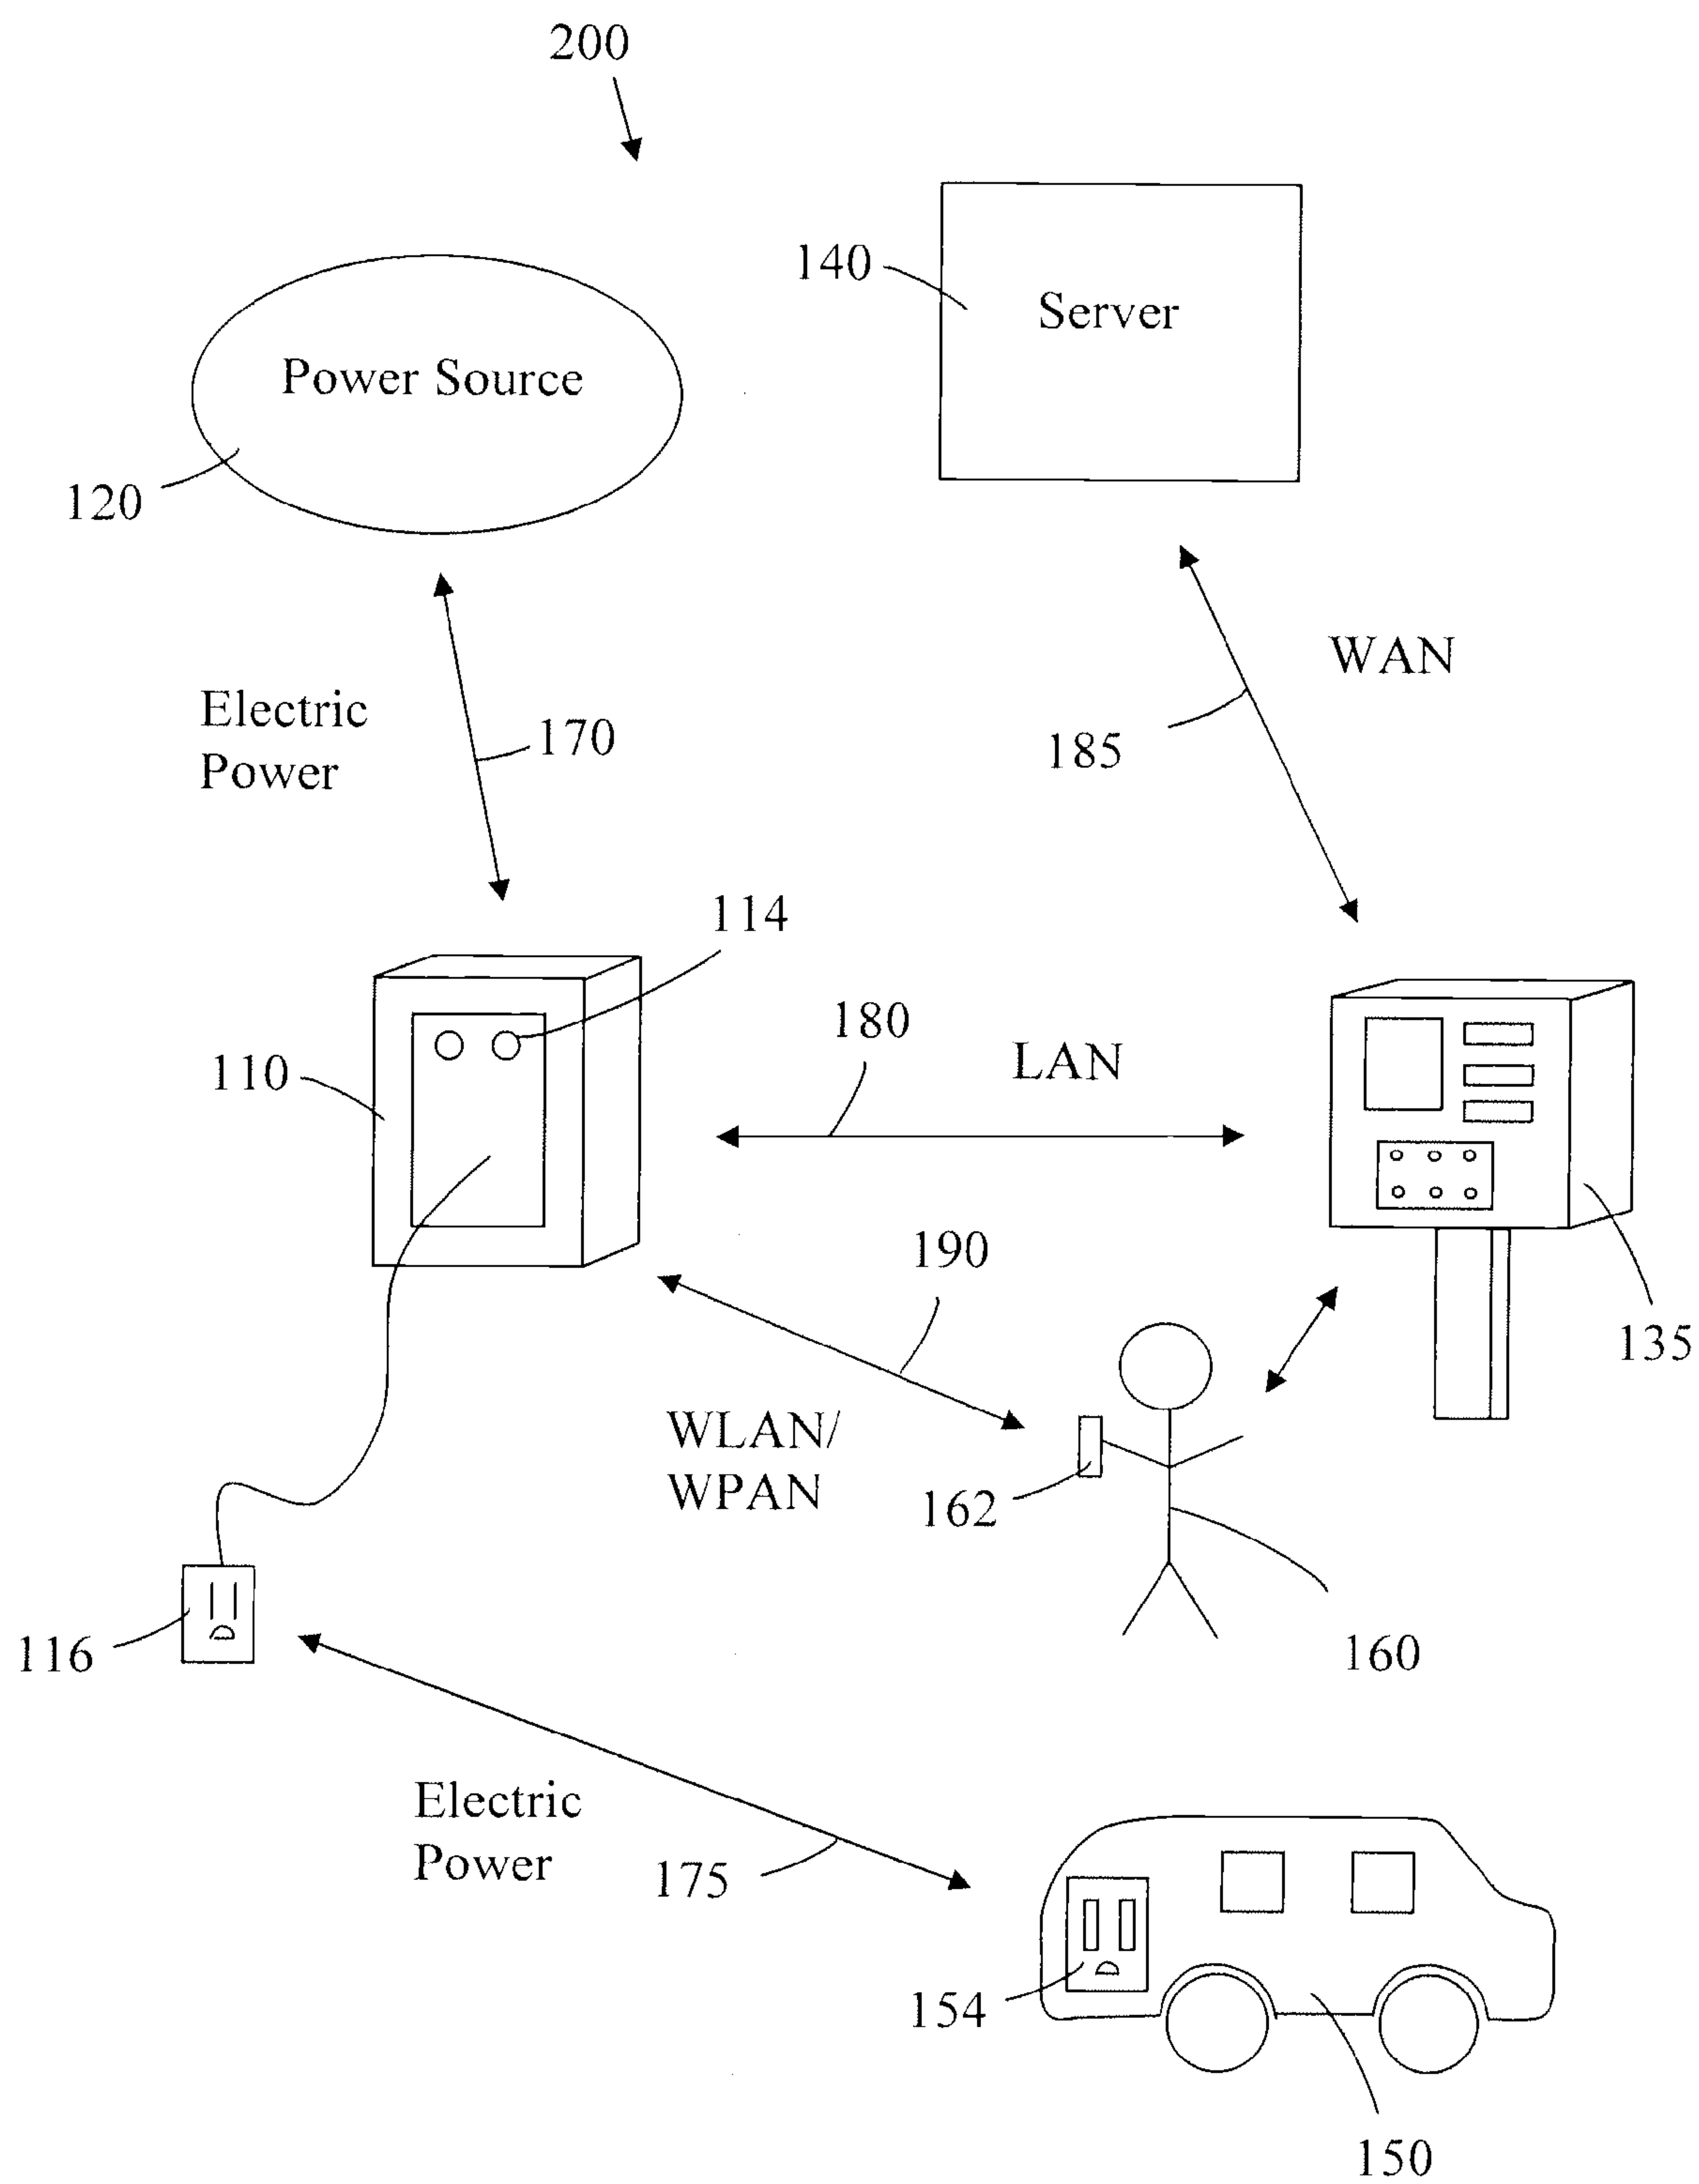 200
140
Server
Power Source
120
WAN
Electric
Power
170
185
114
180
LAN
110
190
135
WLAN/
WPAN
162
116
160
Electric
Power
175
154
150